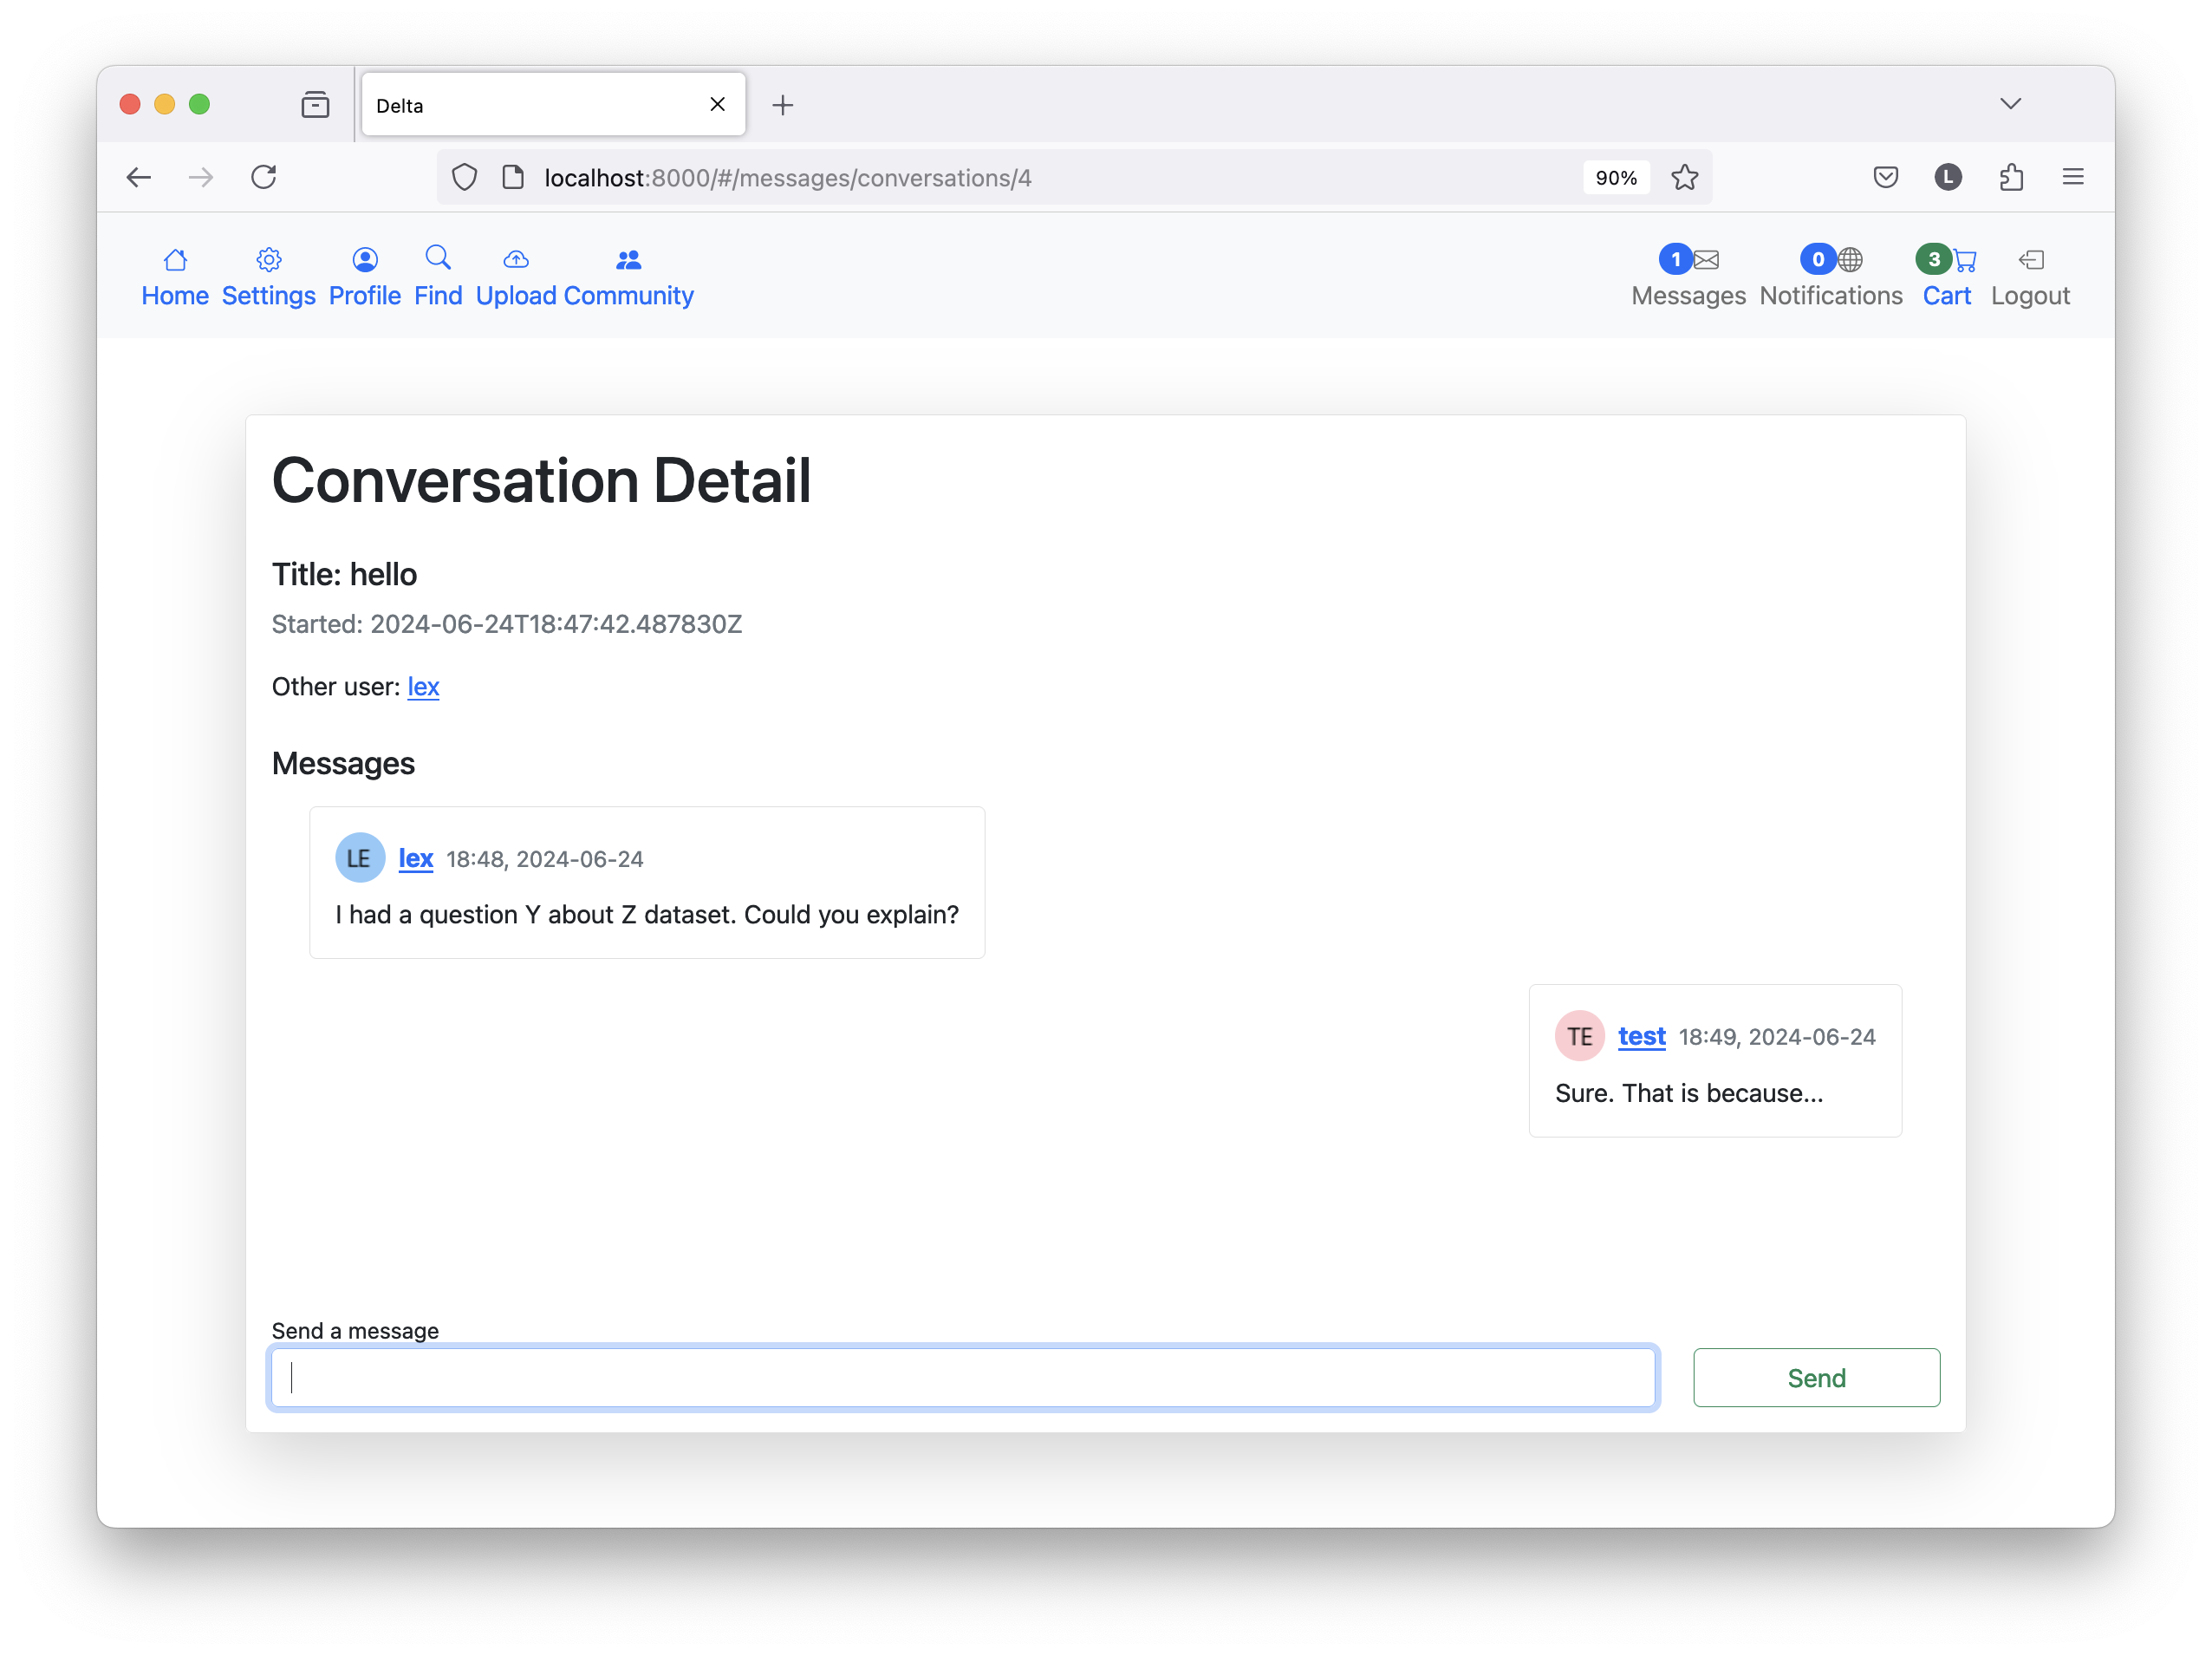 Delta
localhost:8000/#/messages/conversations/4
90%
L
1
0
3
Home Settings Profile Find Upload Community
Messages Notifications Cart Logout
Conversation Detail
Title: hello
Started: 2024-06-24T18:47:42.487830Z
Other user: lex
Messages
LE lex 18:48, 2024-06-24
I had a question Y about Z dataset. Could you explain?
TE test 18:49, 2024-06-24
Sure. That is because...
Send a message
Send